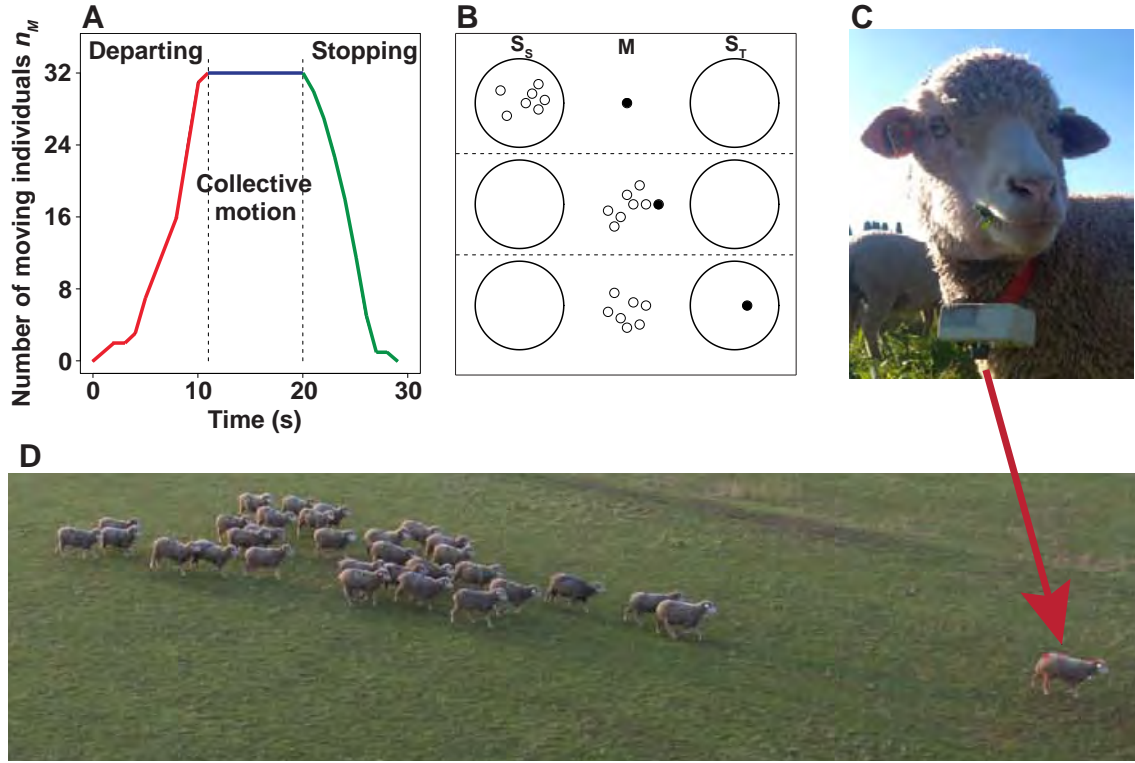 A
Departing
Stopping
Collective
motion
Number of moving individuals n_M
32
24
16
8
0
0
10
20
30
Time (s)
B
S_S
M
S_T
C
D